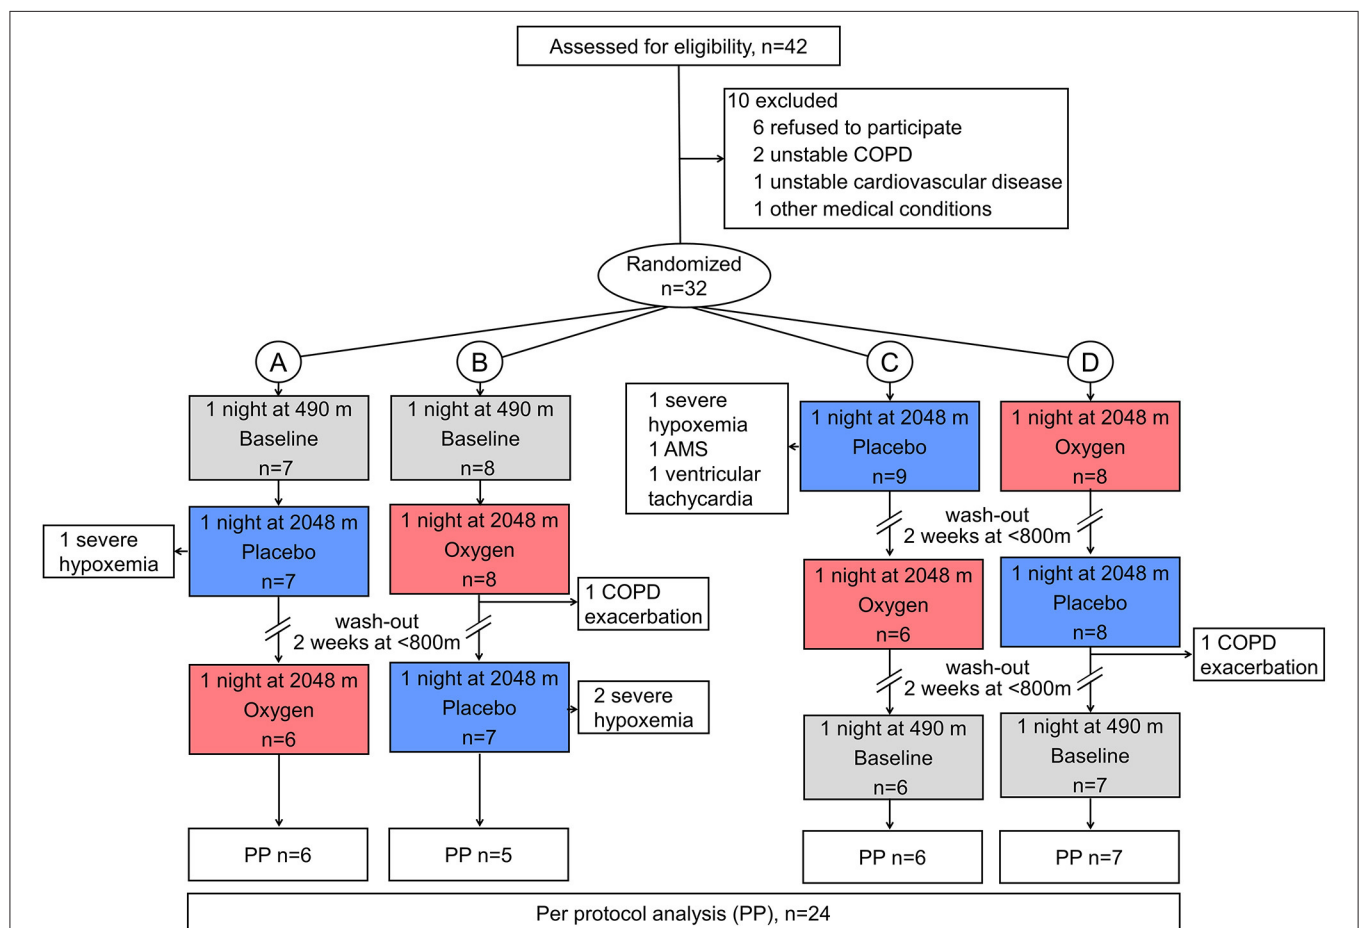 Assessed for eligibility, n=42
10 excluded
6 refused to participate
2 unstable COPD
1 unstable cardiovascular disease
1 other medical conditions
Randomized
n=32
A
1 night at 490 m
Baseline
n=7
1 night at 2048 m
Placebo
n=7
1 severe
hypoxemia
1 night at 2048 m
Oxygen
n=6
PP n=6
B
1 night at 490 m
Baseline
n=8
1 night at 2048 m
Oxygen
n=8
1 COPD
exacerbation
wash-out
2 weeks at <800m
1 night at 2048 m
Placebo
n=7
2 severe
hypoxemia
PP n=5
C
1 night at 2048 m
Placebo
n=9
1 severe
hypoxemia
1 AMS
1 ventricular
tachycardia
wash-out
2 weeks at <800m
1 night at 2048 m
Oxygen
n=6
wash-out
2 weeks at <800m
1 night at 490 m
Baseline
n=6
PP n=6
D
1 night at 2048 m
Oxygen
n=8
1 night at 2048 m
Placebo
n=8
1 COPD
exacerbation
1 night at 490 m
Baseline
n=7
PP n=7
Per protocol analysis (PP), n=24